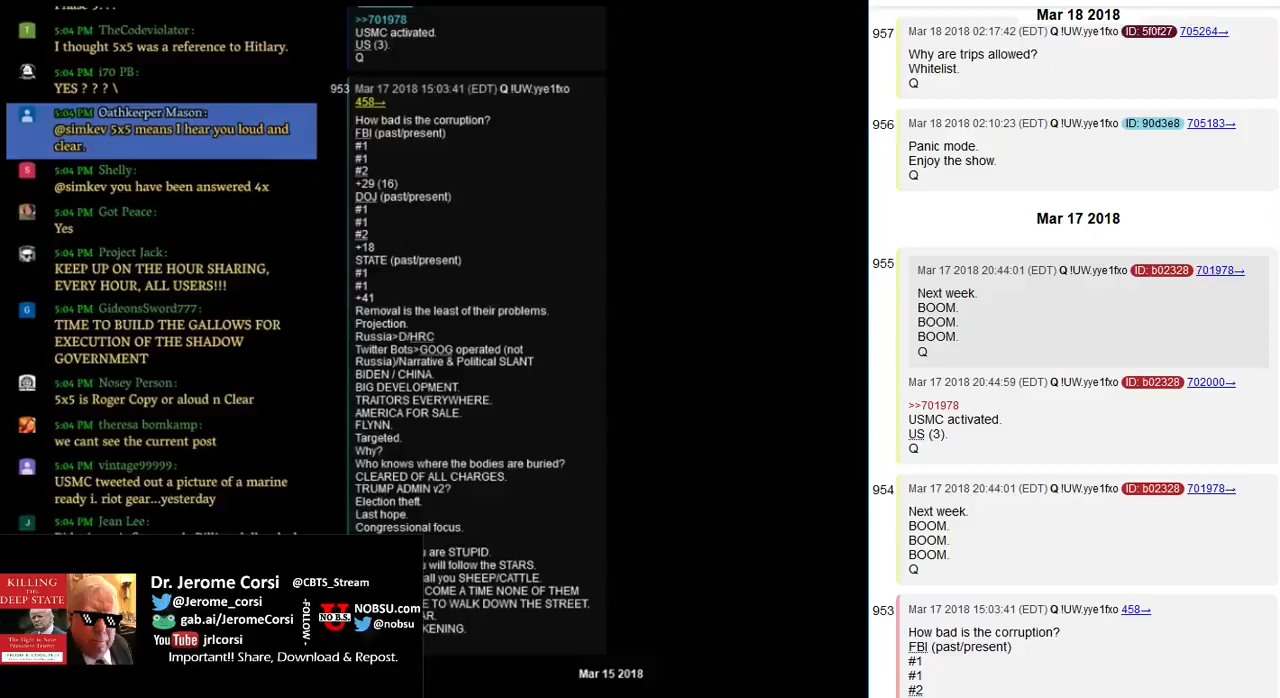 5:04 PM TheCodeviolator:
I thought 5x5 was a reference to Hitlary.
5:04 PM i70 PB:
YES ? ? ? \
5:04 PM Oathkeeper Mason:
@simkev 5x5 means I hear you loud and
clear.
5:04 PM Shelly:
@simkev you have been answered 4x
5:04 PM Got Peace:
Yes
5:04 PM Project Jack:
KEEP UP ON THE HOUR SHARING,
EVERY HOUR, ALL USERS!!!
5:04 PM GideonsSword777:
TIME TO BUILD THE GALLOWS FOR
EXECUTION OF THE SHADOW
GOVERNMENT
5:04 PM Nosey Person:
5x5 is Roger Copy or aloud n Clear
5:04 PM theresa bomkamp:
we cant see the current post
5:04 PM vintage99999:
USMC tweeted out a picture of a marine
ready i. riot gear...yesterday
5:04 PM Jean Lee:
KILLING
THE
DEEP STATE
Dr. Jerome Corsi @CBTS_Stream
@Jerome_corsi
gab.ai/JeromeCorsi
YouTube jrlcorsi
-FOLLOW-
NO B.S.
NOBSU.com
@nobsu
Important!! Share, Download & Repost.
>>701978
USMC activated.
US (3).
Q
953 Mar 17 2018 15:03:41 (EDT) Q !UW.yye1fxo
458→
How bad is the corruption?
FBI (past/present)
#1
#1
#2
+29 (16)
DOJ (past/present)
#1
#1
#2
+18
STATE (past/present)
#1
#1
+41
Removal is the least of their problems.
Projection.
Russia>D/HRC
Twitter Bots>GOOG operated (not
Russia)/Narrative & Political SLANT
BIDEN / CHINA.
BIG DEVELOPMENT.
TRAITORS EVERYWHERE.
AMERICA FOR SALE.
FLYNN.
Targeted.
Why?
Who knows where the bodies are buried?
CLEARED OF ALL CHARGES.
TRUMP ADMIN v2?
Election theft.
Last hope.
Congressional focus.
are STUPID.
will follow the STARS.
all you SHEEP/CATTLE.
COME A TIME NONE OF THEM
E TO WALK DOWN THE STREET.
AR.
KENING.
Mar 15 2018
Mar 18 2018
957 Mar 18 2018 02:17:42 (EDT) Q !UW.yye1fxo ID: 5f0f27 705264→
Why are trips allowed?
Whitelist.
Q
956 Mar 18 2018 02:10:23 (EDT) Q !UW.yye1fxo ID: 90d3e8 705183→
Panic mode.
Enjoy the show.
Q
Mar 17 2018
955 Mar 17 2018 20:44:01 (EDT) Q !UW.yye1fxo ID: b02328 701978→
Next week.
BOOM.
BOOM.
BOOM.
Q
Mar 17 2018 20:44:59 (EDT) Q !UW.yye1fxo ID: b02328 702000→
>>701978
USMC activated.
US (3).
Q
954 Mar 17 2018 20:44:01 (EDT) Q !UW.yye1fxo ID: b02328 701978→
Next week.
BOOM.
BOOM.
BOOM.
Q
953 Mar 17 2018 15:03:41 (EDT) Q !UW.yye1fxo 458→
How bad is the corruption?
FBI (past/present)
#1
#1
#2